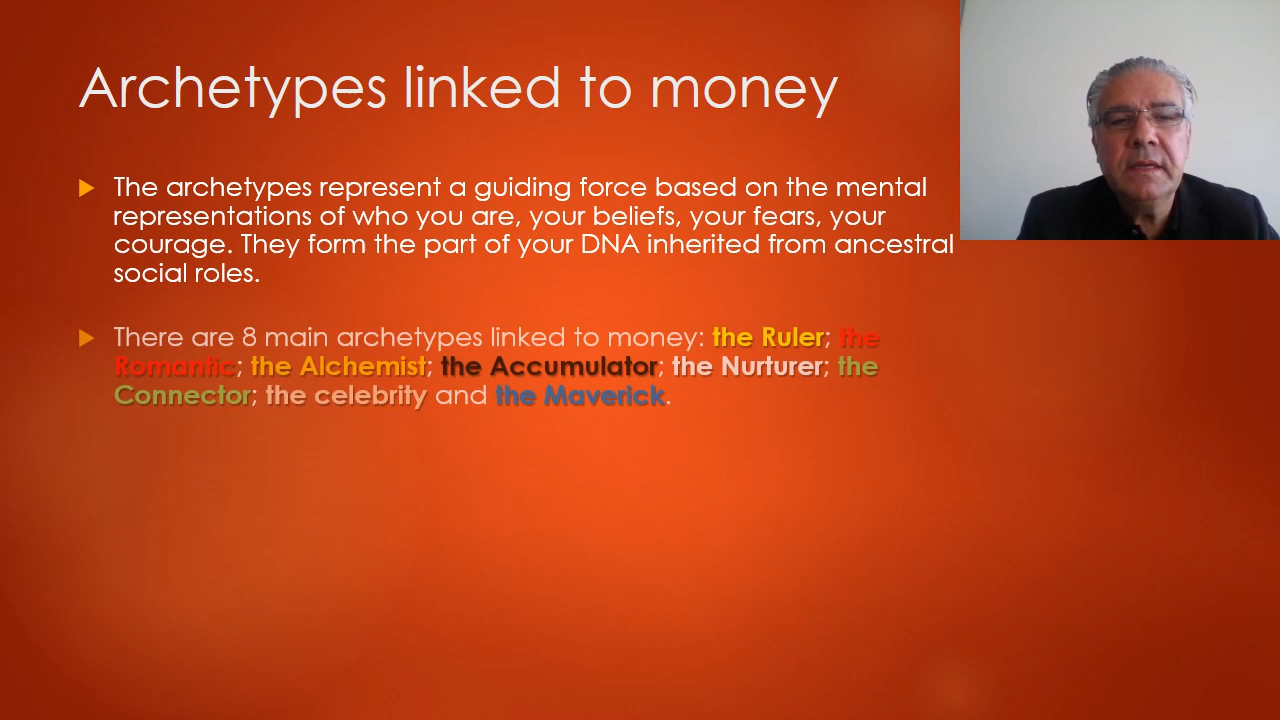 Archetypes linked to money
The archetypes represent a guiding force based on the mental
representations of who you are, your beliefs, your fears, your
courage. They form the part of your DNA inherited from ancestral
social roles.
There are 8 main archetypes linked to money: the Ruler; the
Romantic; the Alchemist; the Accumulator; the Nurturer; the
Connector; the celebrity and the Maverick.